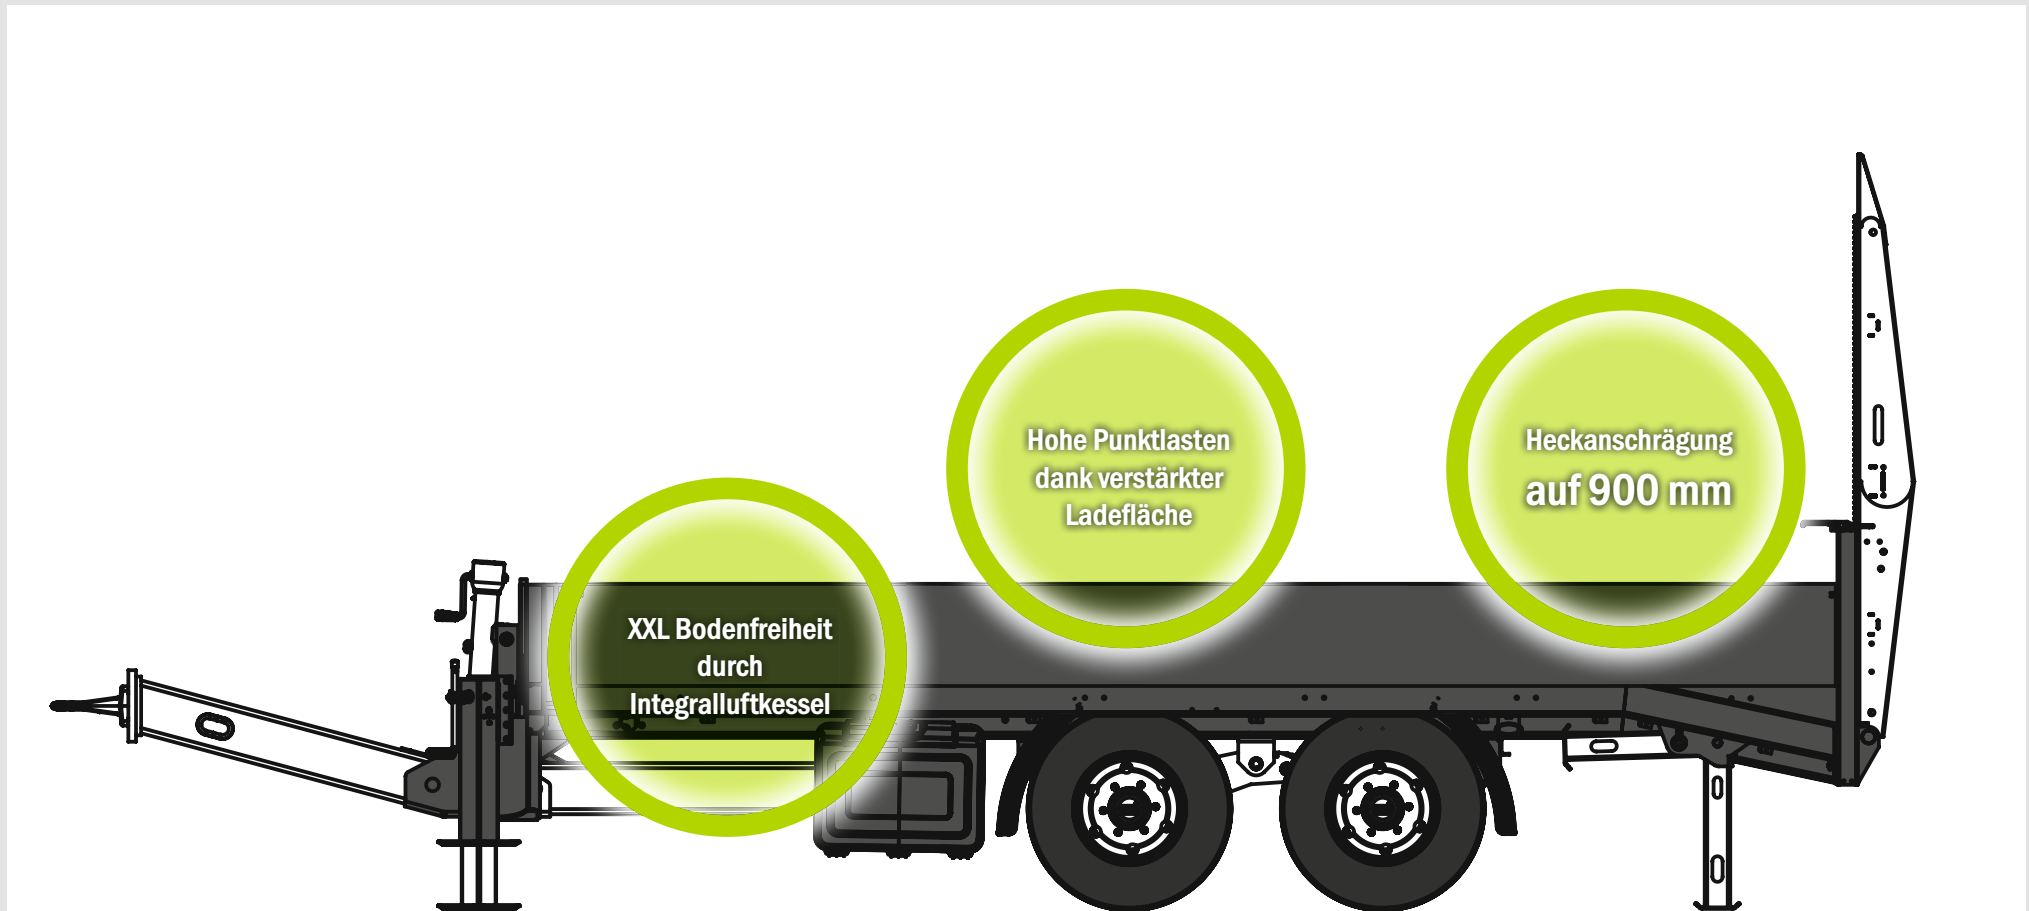 XXL Bodenfreiheit
durch
Integralluftkessel
Hohe Punktlasten
dank verstärkter
Ladefläche
Heckanschrägung
auf 900 mm